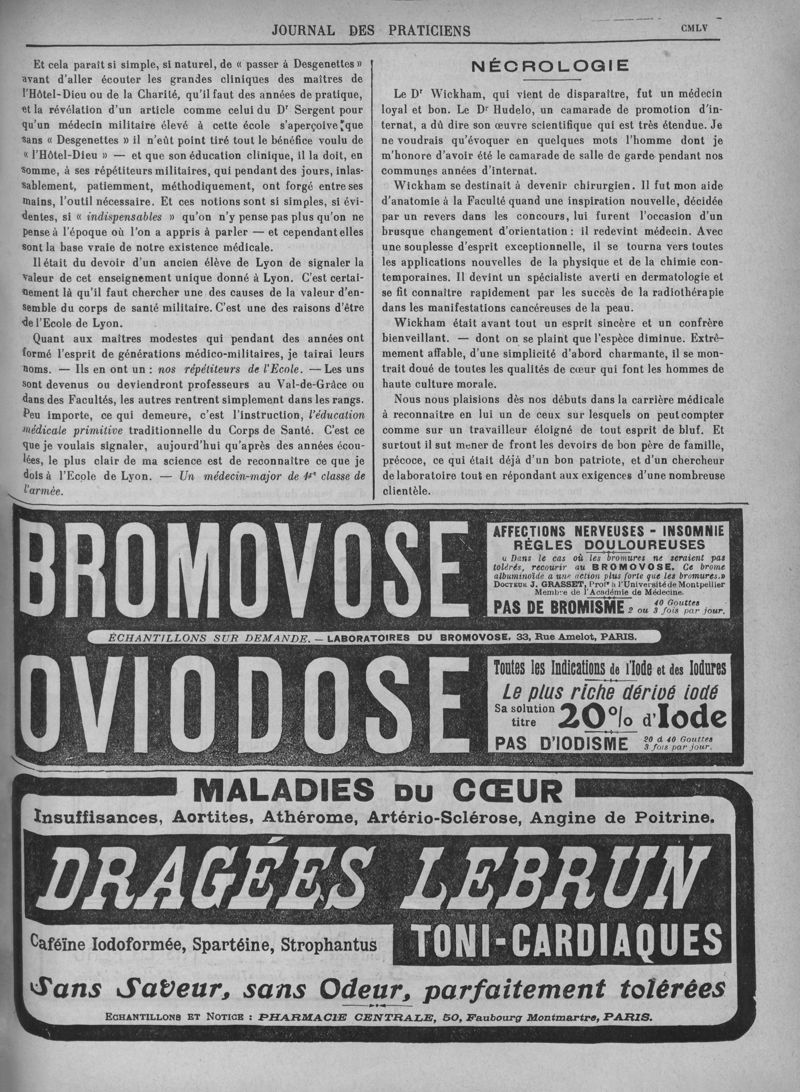 JOURNAL DES PRATICIENS
CMLV
Et cela paraît si simple, si naturel, de « passer à Desgenettes »
avant d'aller écouter les grandes cliniques des maîtres de
l'Hôtel-Dieu ou de la Charité, qu'il faut des années de pratique,
et la révélation d'un article comme celui du Dr Sergent pour
qu'un médecin militaire élevé à cette école s'aperçoive que
sans « Desgenettes » il n'eût point tiré tout le bénéfice voulu de
« l'Hôtel-Dieu » — et que son éducation clinique, il la doit, en
somme, à ses répétiteurs militaires, qui pendant des jours, inlas-
sablement, patiemment, méthodiquement, ont forgé entre ses
mains, l'outil nécessaire. Et ces notions sont si simples, si évi-
dentes, si « indispensables » qu'on n'y pense pas plus qu'on ne
pense à l'époque où l'on a appris à parler — et cependant elles
sont la base vraie de notre existence médicale.
Il était du devoir d'un ancien élève de Lyon de signaler la
valeur de cet enseignement unique donné à Lyon. C'est certai-
nement là qu'il faut chercher une des causes de la valeur d'en-
semble du corps de santé militaire. C'est une des raisons d'être
de l'Ecole de Lyon.
Quant aux maîtres modestes qui pendant des années ont
formé l'esprit de générations médico-militaires, je tairai leurs
noms. — Ils en ont un : nos répétiteurs de l'Ecole. — Les uns
sont devenus ou deviendront professeurs au Val-de-Grâce ou
dans des Facultés, les autres rentrent simplement dans les rangs.
Peu importe, ce qui demeure, c'est l'instruction, l'éducation
médicale primitive traditionnelle du Corps de Santé. C'est ce
que je voulais signaler, aujourd'hui qu'après des années écou-
lées, le plus clair de ma science est de reconnaître ce que je
dois à l'Ecole de Lyon. — Un médecin-major de 1re classe de
l'armée.
NÉCROLOGIE
Le Dr Wickham, qui vient de disparaître, fut un médecin
loyal et bon. Le Dr Hudelo, un camarade de promotion d'in-
ternat, a dû dire son œuvre scientifique qui est très étendue. Je
ne voudrais qu'évoquer en quelques mots l'homme dont je
m'honore d'avoir été le camarade de salle de garde pendant nos
communes années d'internat.
Wickham se destinait à devenir chirurgien. Il fut mon aide
d'anatomie à la Faculté quand une inspiration nouvelle, décidée
par un revers dans les concours, lui furent l'occasion d'un
brusque changement d'orientation : il redevint médecin. Avec
une souplesse d'esprit exceptionnelle, il se tourna vers toutes
les applications nouvelles de la physique et de la chimie con-
temporaines. Il devint un spécialiste averti en dermatologie et
se fit connaître rapidement par les succès de la radiothérapie
dans les manifestations cancéreuses de la peau.
Wickham était avant tout un esprit sincère et un confrère
bienveillant. — dont on se plaint que l'espèce diminue. Extrê-
mement affable, d'une simplicité d'abord charmante, il se mon-
trait doué de toutes les qualités de cœur qui font les hommes de
haute culture morale.
Nous nous plaisions dès nos débuts dans la carrière médicale
à reconnaître en lui un de ceux sur lesquels on peut compter
comme sur un travailleur éloigné de tout esprit de bluf. Et
surtout il sut mener de front les devoirs de bon père de famille,
précoce, ce qui était déjà d'un bon patriote, et d'un chercheur
de laboratoire tout en répondant aux exigences d'une nombreuse
clientèle.
BROMOVOSE
AFFECTIONS NERVEUSES - INSOMNIE
RÈGLES DOULOUREUSES
« Dans le cas où les bromures ne seraient pas
tolérés, recourir au BROMOVOSE. Ce brome
albuminoïde a une action plus forte que les bromures.»
DOCTEUR J. GRASSET, Profr à l'Université de Montpellier
Membre de l'Académie de Médecine.
PAS DE BROMISME 40 Gouttes
2 ou 3 fois par jour.
ÉCHANTILLONS SUR DEMANDE. — LABORATOIRES DU BROMOVOSE, 33, Rue Amelot, PARIS.
OVIODOSE
Toutes les Indications de l'Iode et des Iodures
Le plus riche dérivé iodé
Sa solution titre 20% d'Iode
PAS D'IODISME 20 à 40 Gouttes
3 fois par jour.
MALADIES DU CŒUR
Insuffisances, Aortites, Athérome, Artério-Sclérose, Angine de Poitrine.
DRAGÉES LEBRUN
Caféïne Iodoformée, Spartéine, Strophantus
TONI-CARDIAQUES
Sans Saveur, sans Odeur, parfaitement tolérées
ECHANTILLONS ET NOTICE : PHARMACIE CENTRALE, 50, Faubourg Montmartre, PARIS.